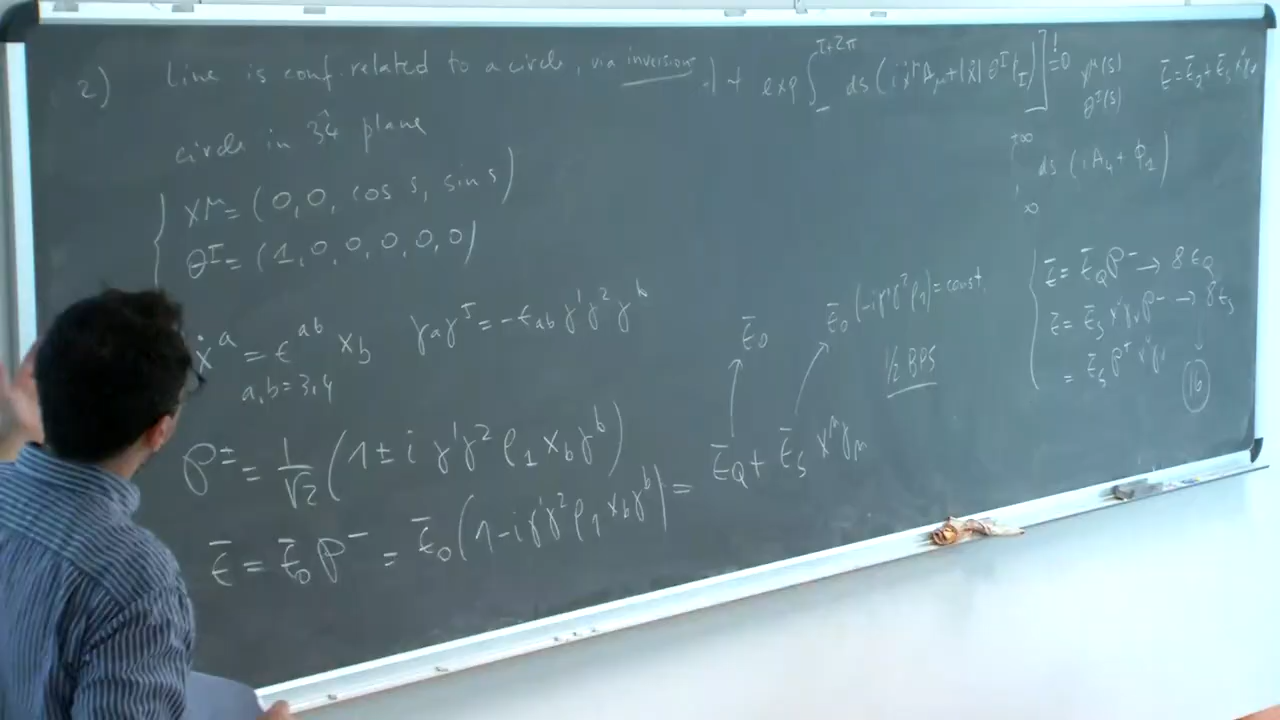 2) Line is conf. related to a circle, via inversion
.) + exp ∫^{I+2π} ds (i ẋ^μ A_μ + |ẋ| θ^I Φ_I) ] != 0
x^μ(s)
θ^I(s)
ε̄ = ε̄_Q + ε̄_S x^μ γ_μ
circle in 34 plane
∫ ds (i A_4 + Φ_1)
x^μ = (0, 0, cos s, sin s)
θ^I = (1, 0, 0, 0, 0, 0)
ẋ^a = ε^{ab} x_b
a, b = 3, 4
γ_a γ^5 = -ε_{ab} γ^1 γ^2 γ^b
P^± = 1/√2 (1 ± i γ^1 γ^2 ρ_1 x_b γ^b)
ε̄ = ε̄_0 P^- = ε̄_0 (1 - i γ^1 γ^2 ρ_1 x_b γ^b) = ε̄_Q + ε̄_S x^μ γ_μ
ε̄_0
ε̄_0 (-i γ^1 γ^2 ρ_1) = const.
1/2 BPS
ε̄ = ε̄_Q P^- → 8 ε_Q
ε̄ = ε̄_S x^ν γ_ν P^- → 8 ε_S
= ε̄_S P^+ x^ν γ^ν
16